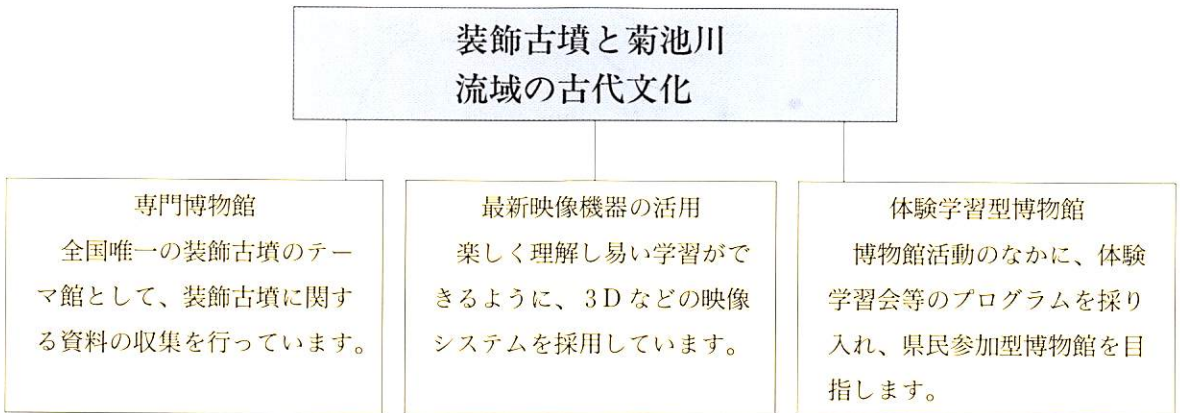 装飾古墳と菊池川
流域の古代文化
専門博物館
全国唯一の装飾古墳のテー
マ館として、装飾古墳に関す
る資料の収集を行っています。
最新映像機器の活用
楽しく理解し易い学習がで
きるように、3Dなどの映像
システムを採用しています。
体験学習型博物館
博物館活動のなかに、体験
学習会等のプログラムを採り
入れ、県民参加型博物館を目
指します。